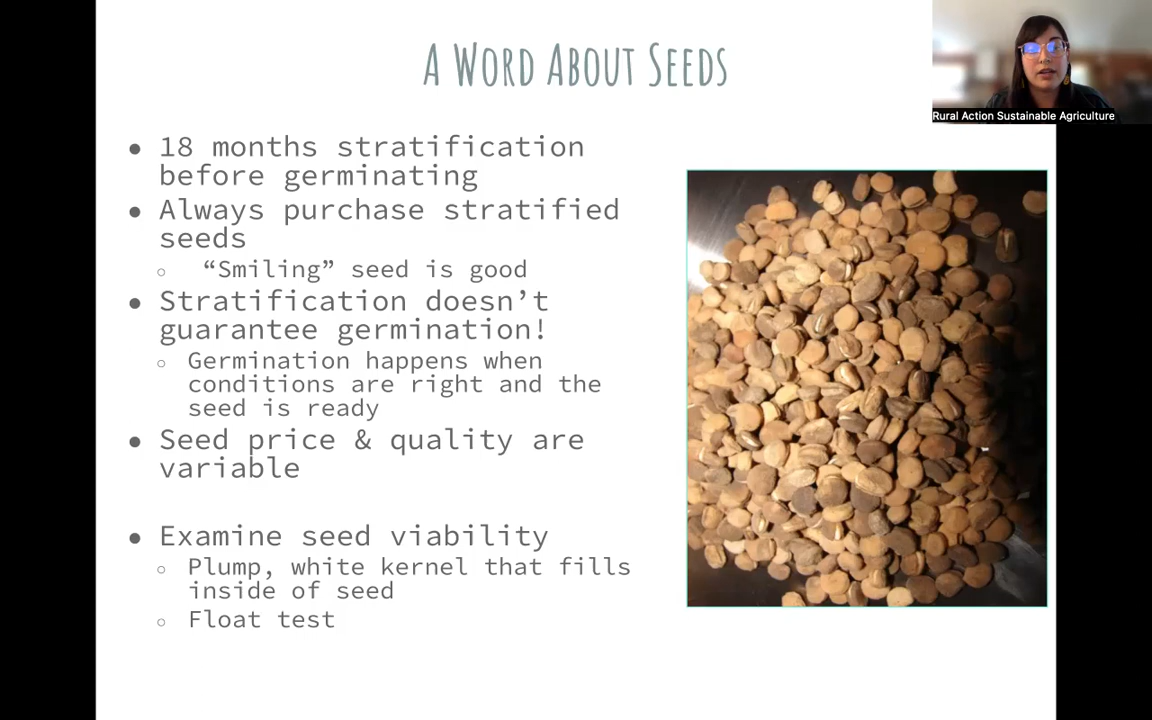 A Word About Seeds
Rural Action Sustainable Agriculture
● 18 months stratification
before germinating
● Always purchase stratified
seeds
○ “Smiling” seed is good
● Stratification doesn’t
guarantee germination!
○ Germination happens when
conditions are right and the
seed is ready
● Seed price & quality are
variable
● Examine seed viability
○ Plump, white kernel that fills
inside of seed
○ Float test